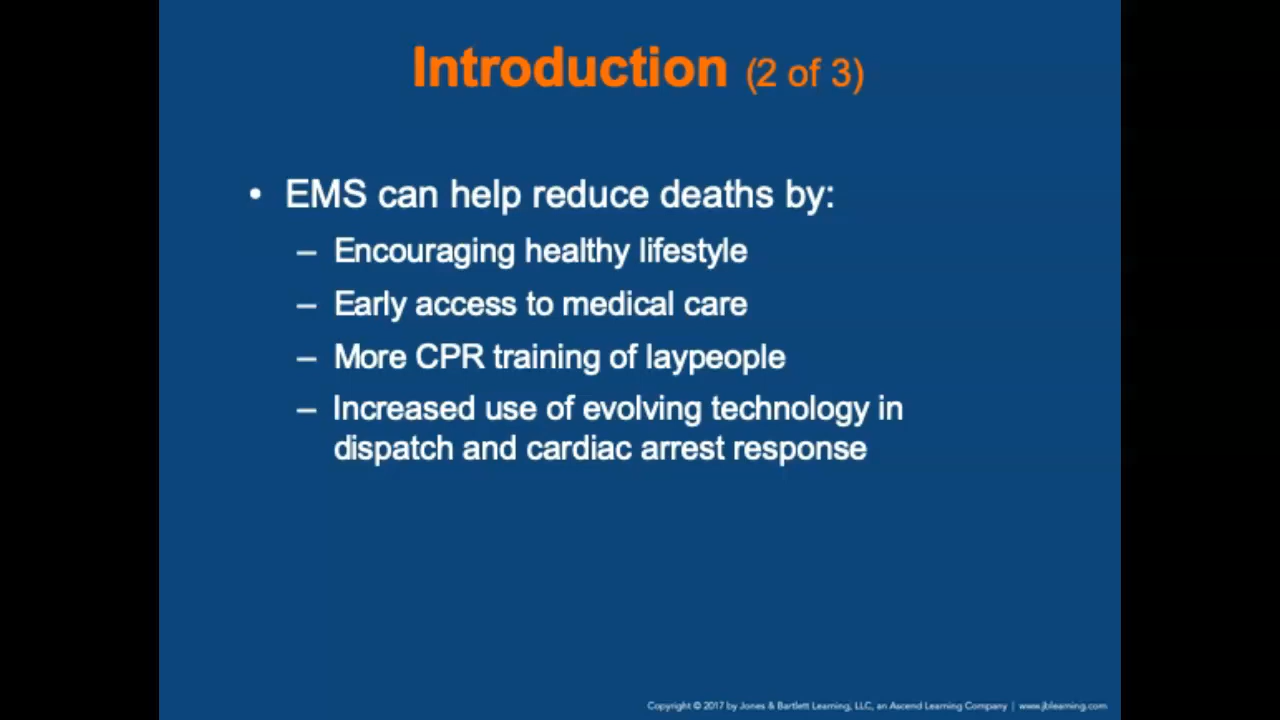 Introduction (2 of 3)
• EMS can help reduce deaths by:
– Encouraging healthy lifestyle
– Early access to medical care
– More CPR training of laypeople
– Increased use of evolving technology in
dispatch and cardiac arrest response
Copyright © 2017 by Jones & Bartlett Learning, LLC, an Ascend Learning Company | www.jblearning.com